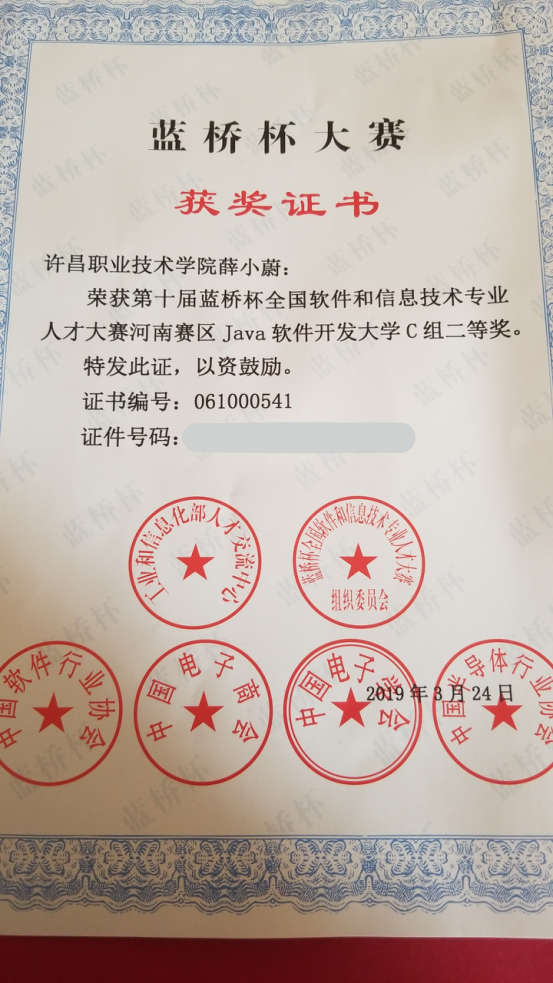 蓝桥杯大赛
获奖证书
许昌职业技术学院薛小蔚：
荣获第十届蓝桥杯全国软件和信息技术专业
人才大赛河南赛区 Java 软件开发大学 C 组二等奖。
特发此证，以资鼓励。
证书编号：061000541
证件号码：
工业和信息化部人才交流中心
蓝桥杯全国软件和信息技术专业人才大赛
组织委员会
中国软件行业协会
中国电子商会
中国电子学会
中国半导体行业协会
2019 年 3 月 24 日